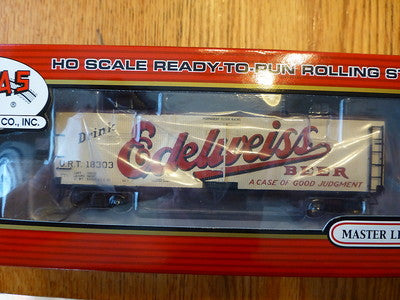 HO SCALE READY-TO-RUN ROLLING ST
AS
®
CO., INC.
Drink
Edelweiss
BEER
A CASE OF GOOD JUDGMENT
U.R.T. 18303
MASTER LI